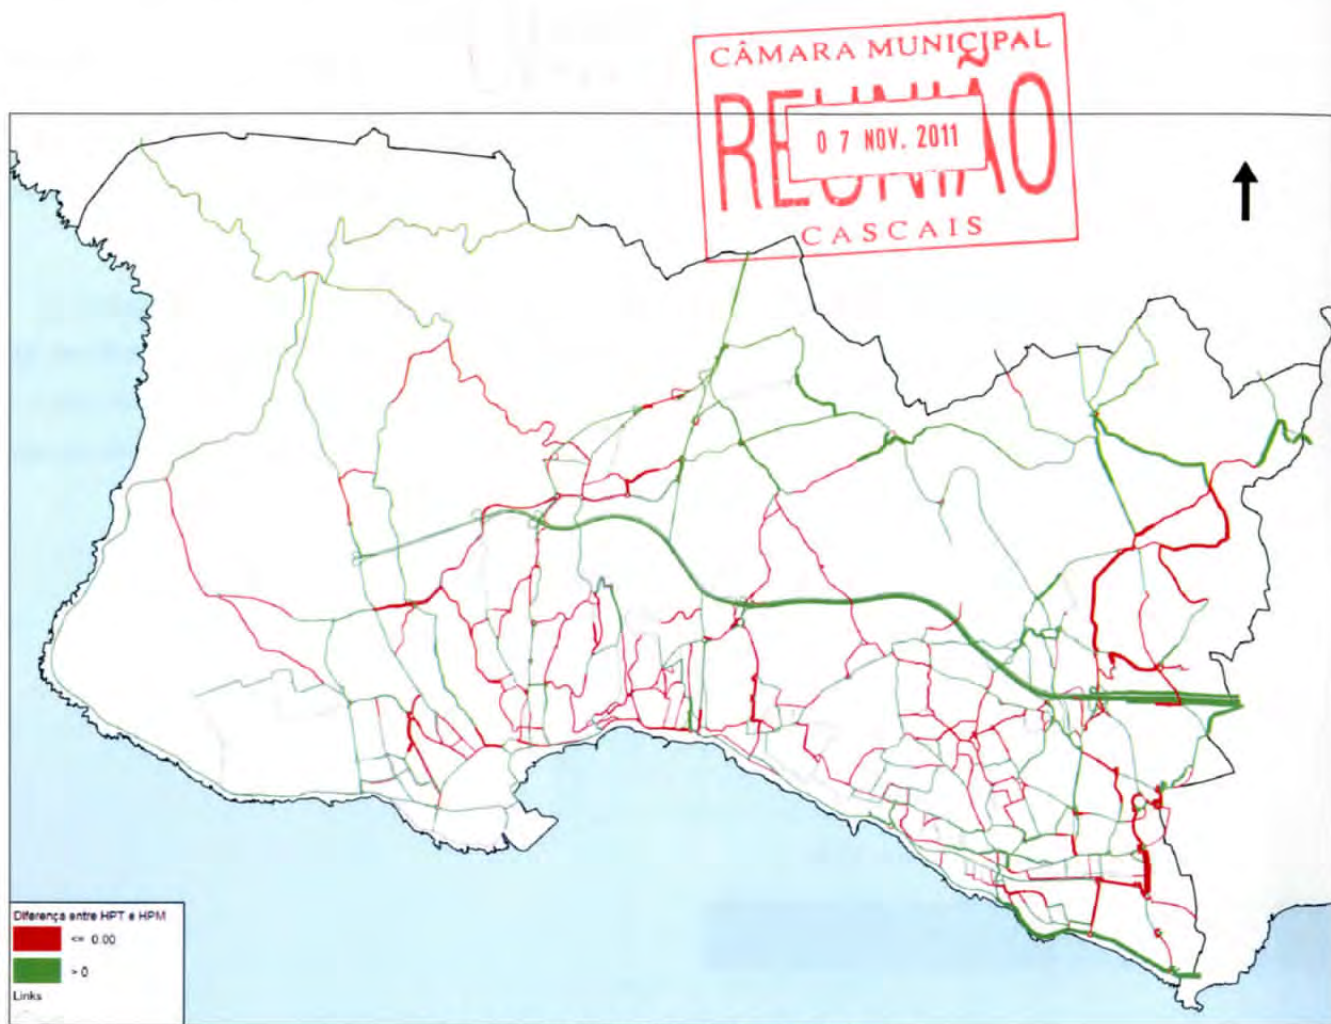 CÂMARA MUNICIPAL
REUNIÃO
0 7 NOV. 2011
CASCAIS
Diferença entre HPT e HPM
<= 0.00
> 0
Links